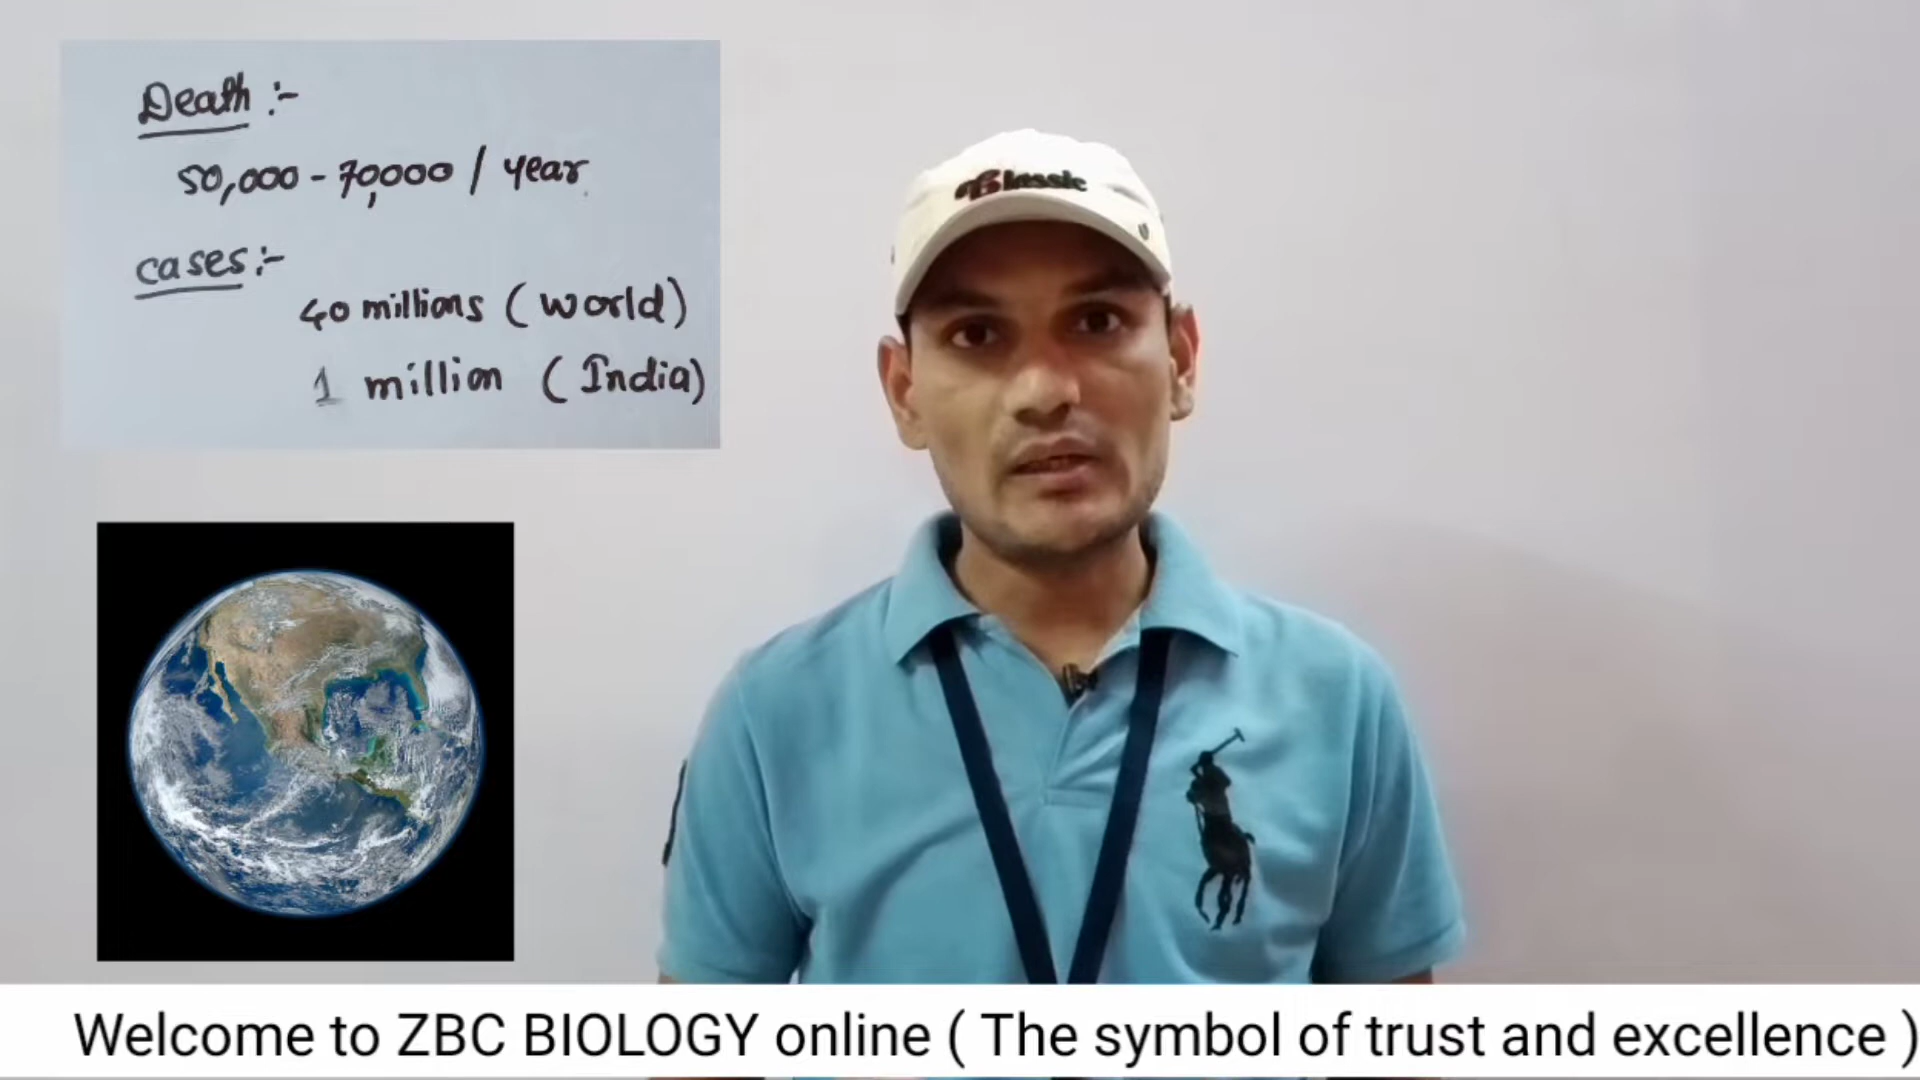 Death :-
50,000 - 70,000 / year
cases :-
40 millions ( world )
1 million ( India )
Classic
Welcome to ZBC BIOLOGY online ( The symbol of trust and excellence )